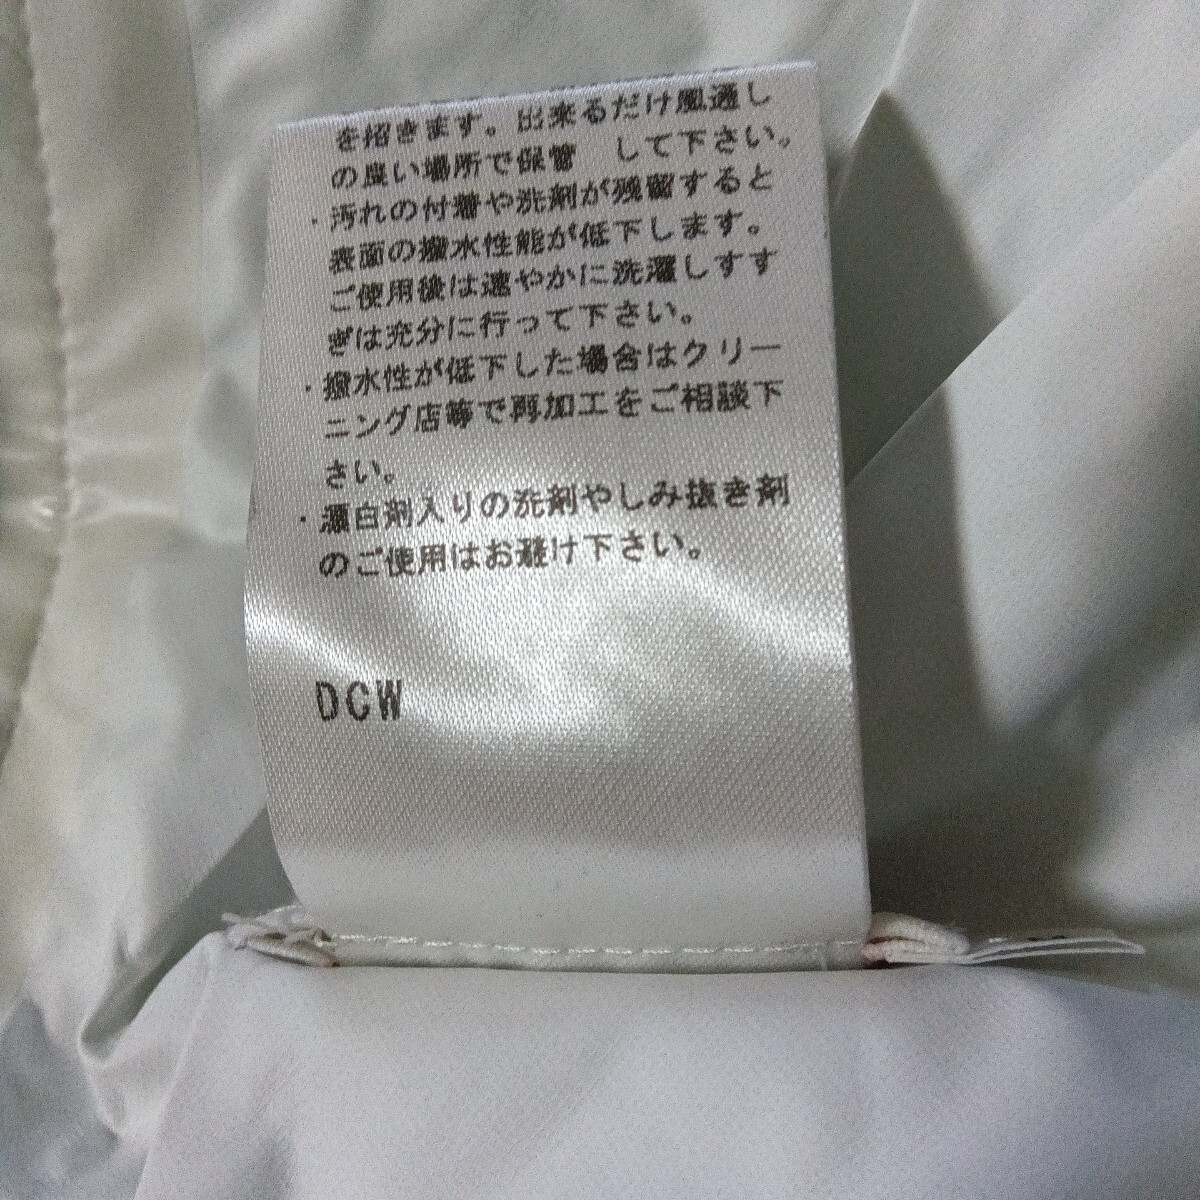 を招きます。出来るだけ風通し
の良い場所で保管　して下さい。
・汚れの付着や洗剤が残留すると
表面の撥水性能が低下します。
ご使用後は速やかに洗濯しすす
ぎは充分に行って下さい。
・撥水性が低下した場合はクリー
ニング店等で再加工をご相談下
さい。
・漂白剤入りの洗剤やしみ抜き剤
のご使用はお避け下さい。
DCW